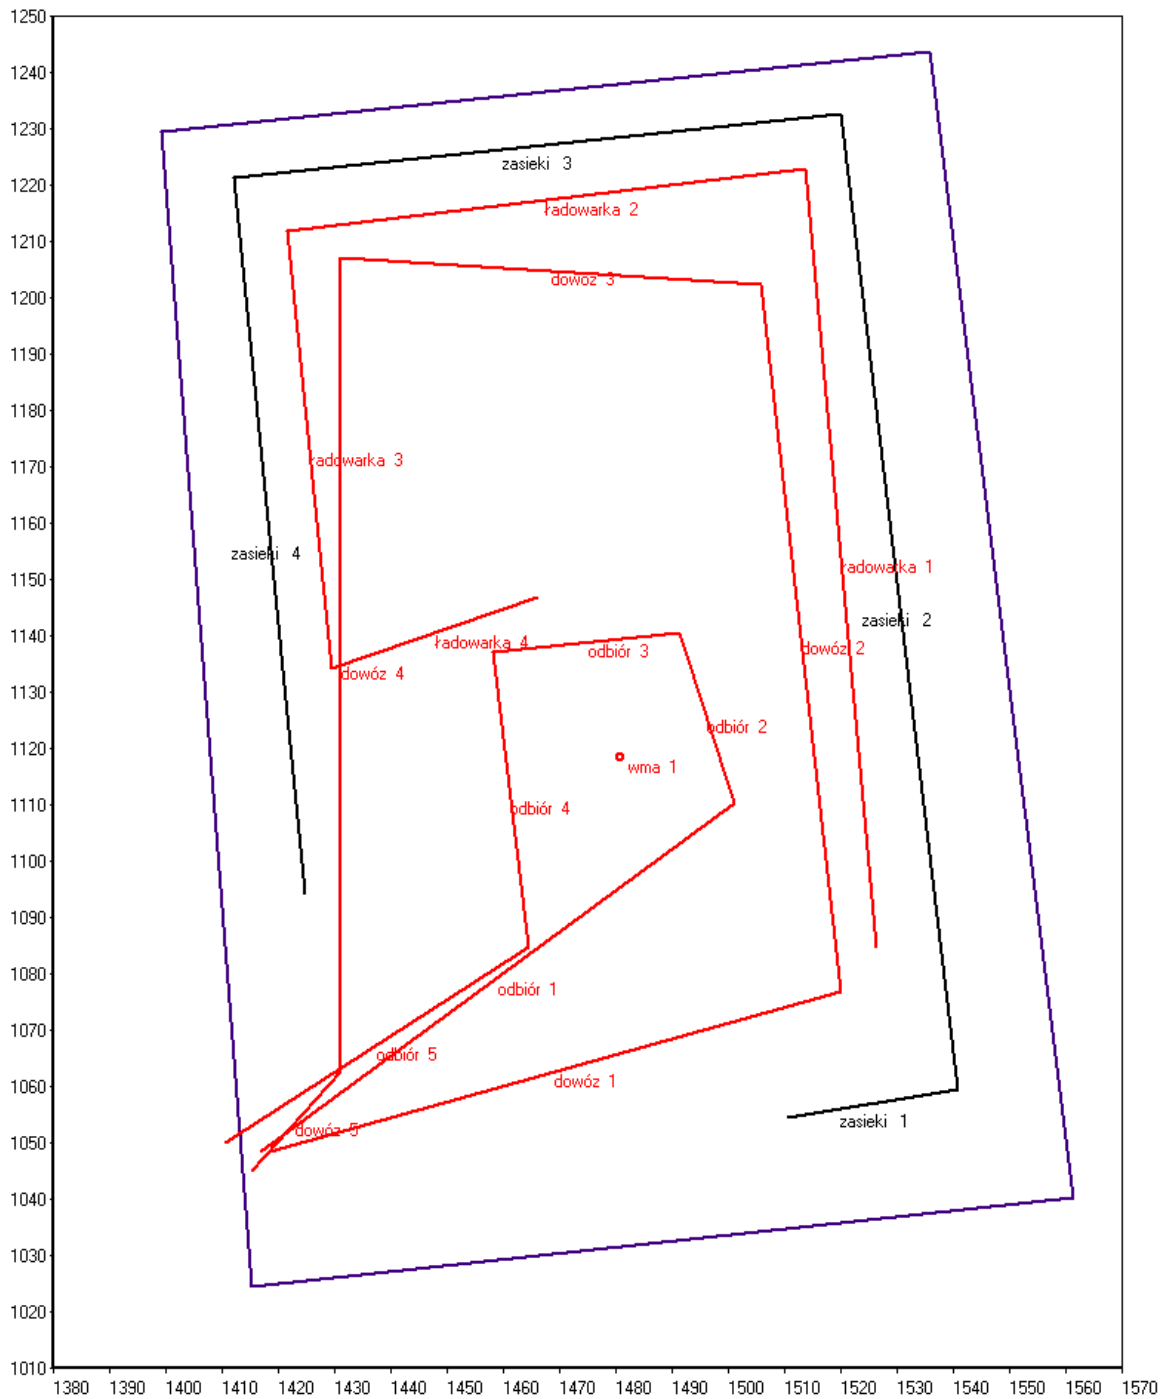 1250
1240
1230
1220
1210
1200
1190
1180
1170
1160
1150
1140
1130
1120
1110
1100
1090
1080
1070
1060
1050
1040
1030
1020
1010
zasieki 3
ładowarka 2
dowóz 3
ładowarka 3
zasieki 4
ładowarka 1
zasieki 2
ładowarka 4
odbiór 3
dowóz 2
dowóz 4
odbiór 2
wma 1
odbiór 4
odbiór 1
odbiór 5
dowóz 1
zasieki 1
dowóz 5
1380 1390 1400 1410 1420 1430 1440 1450 1460 1470 1480 1490 1500 1510 1520 1530 1540 1550 1560 1570